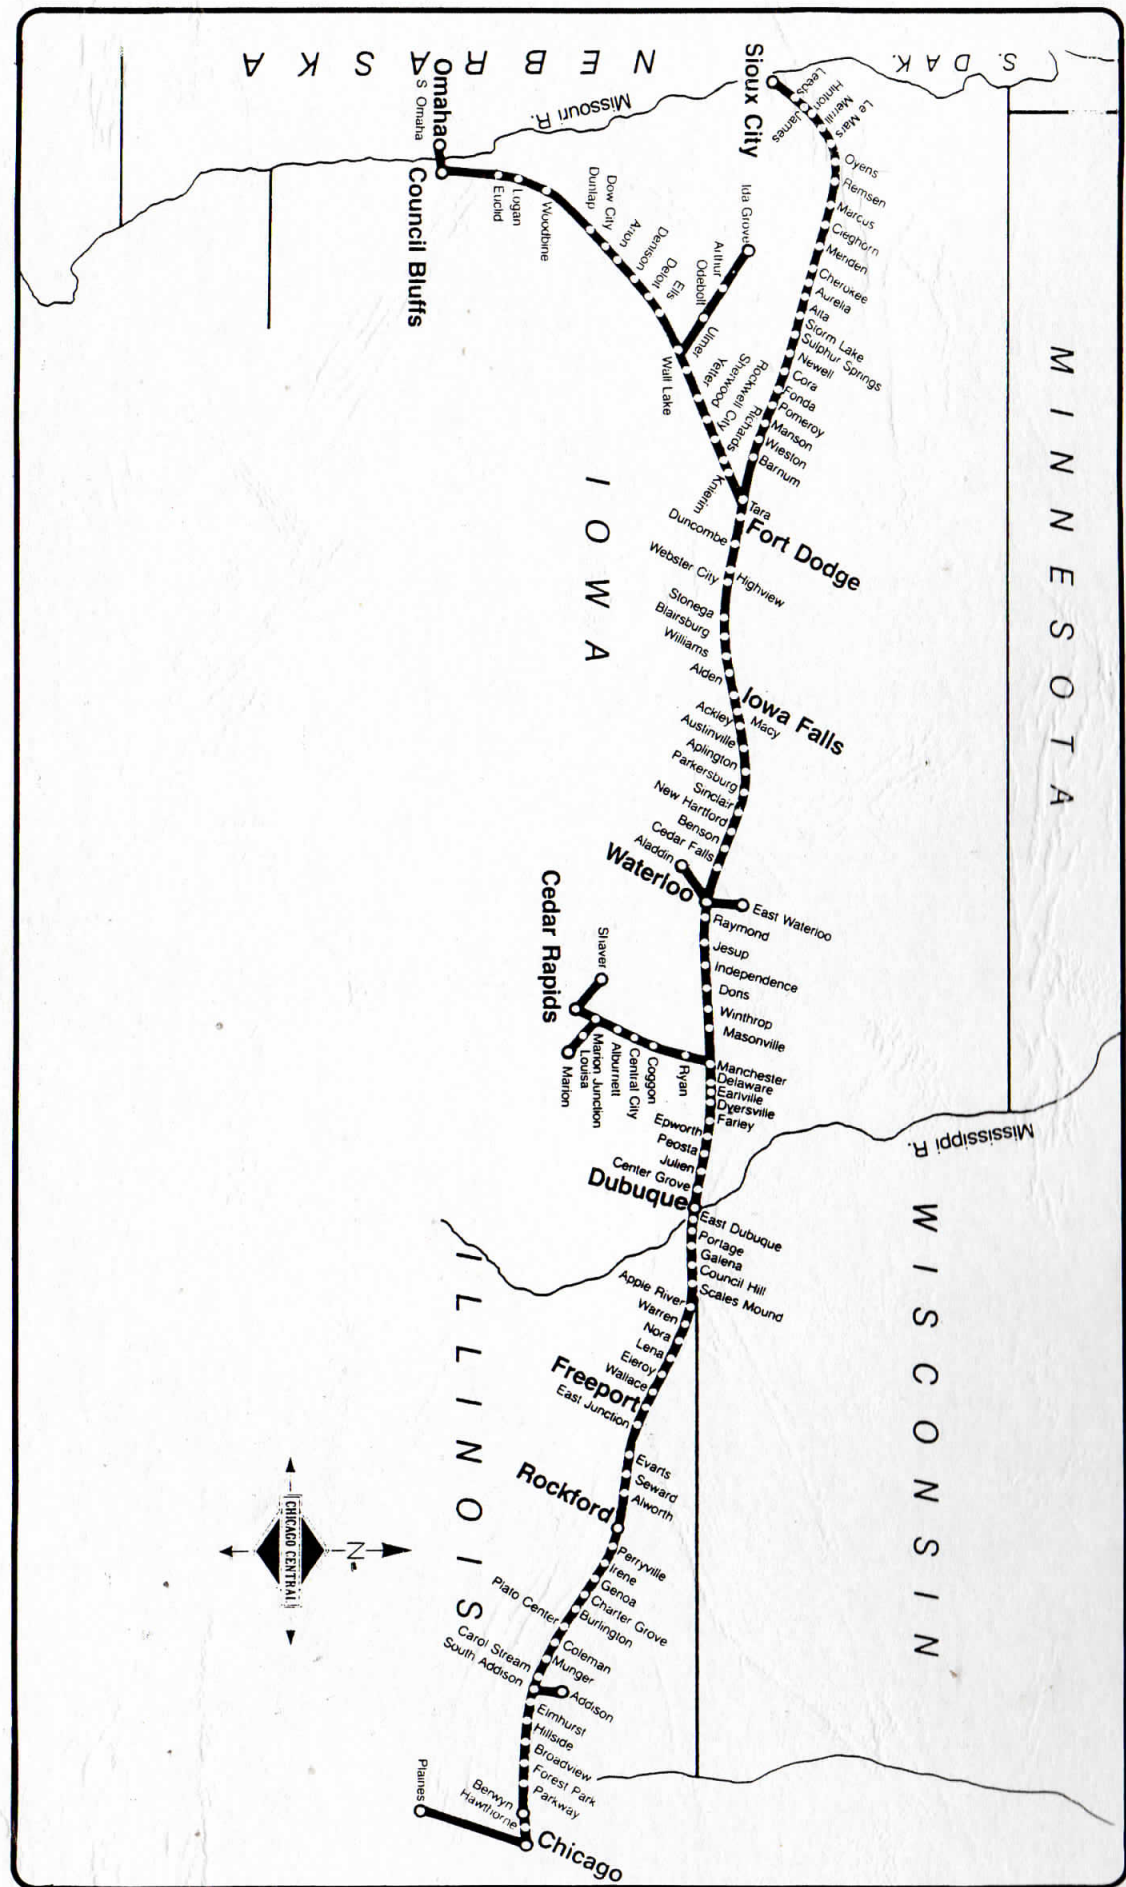 S. DAK.
NEBRASKA
MINNESOTA
IOWA
WISCONSIN
ILLINOIS
Missouri R.
Mississippi R.
Sioux City
Leeds
Hinton
James
Merrill
Le Mars
Oyens
Remsen
Marcus
Cleghorn
Meriden
Cherokee
Aurelia
Alta
Storm Lake
Sulphur Springs
Newell
Cora
Fonda
Pomeroy
Manson
Wieston
Barnum
Tara
Omaha
S Omaha
Council Bluffs
Euclid
Logan
Woodbine
Dunlap
Dow City
Arion
Denison
Deloit
Ells
Wall Lake
Ida Grove
Arthur
Odebolt
Ulmer
Yetter
Sherwood
Rockwell City
Richards
Knierim
Fort Dodge
Duncombe
Webster City
Highview
Stonega
Blairsburg
Williams
Alden
Iowa Falls
Macy
Ackley
Austinville
Aplington
Parkersburg
Sinclair
New Hartford
Benson
Cedar Falls
Aladdin
Waterloo
East Waterloo
Raymond
Jesup
Independence
Doris
Winthrop
Masonville
Manchester
Delaware
Earlville
Dyersville
Farley
Cedar Rapids
Shaver
Marion
Louisa
Marion Junction
Alburnett
Central City
Coggon
Ryan
Epworth
Peosta
Julien
Center Grove
Dubuque
East Dubuque
Portage
Galena
Council Hill
Scales Mound
Apple River
Warren
Nora
Lena
Eleroy
Wallace
Freeport
East Junction
Evarts
Seward
Alworth
Rockford
Perryville
Irene
Genoa
Charter Grove
Burlington
Plato Center
Coleman
Munger
Carol Stream
South Addison
Addison
Elmhurst
Hillside
Broadview
Forest Park
Parkway
Berwyn
Hawthorne
Chicago
Plaines
N
CHICAGO CENTRAL